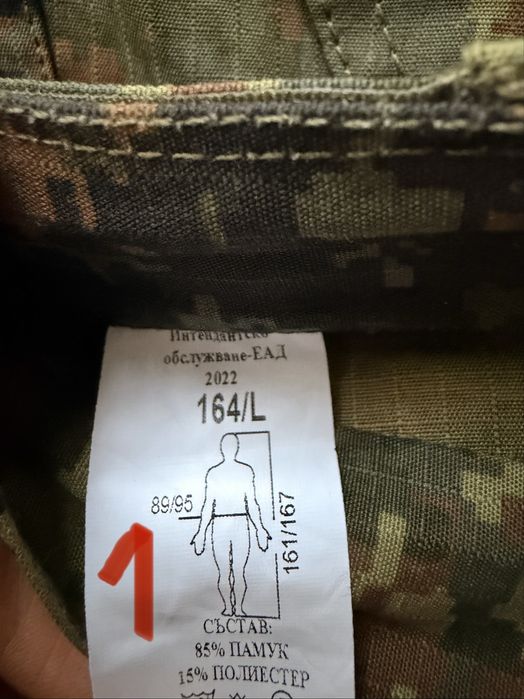 Интендантско
обслужване-ЕАД
2022
164/L
89/95
161/167
1
СЪСТАВ:
85% ПАМУК
15% ПОЛИЕСТЕР